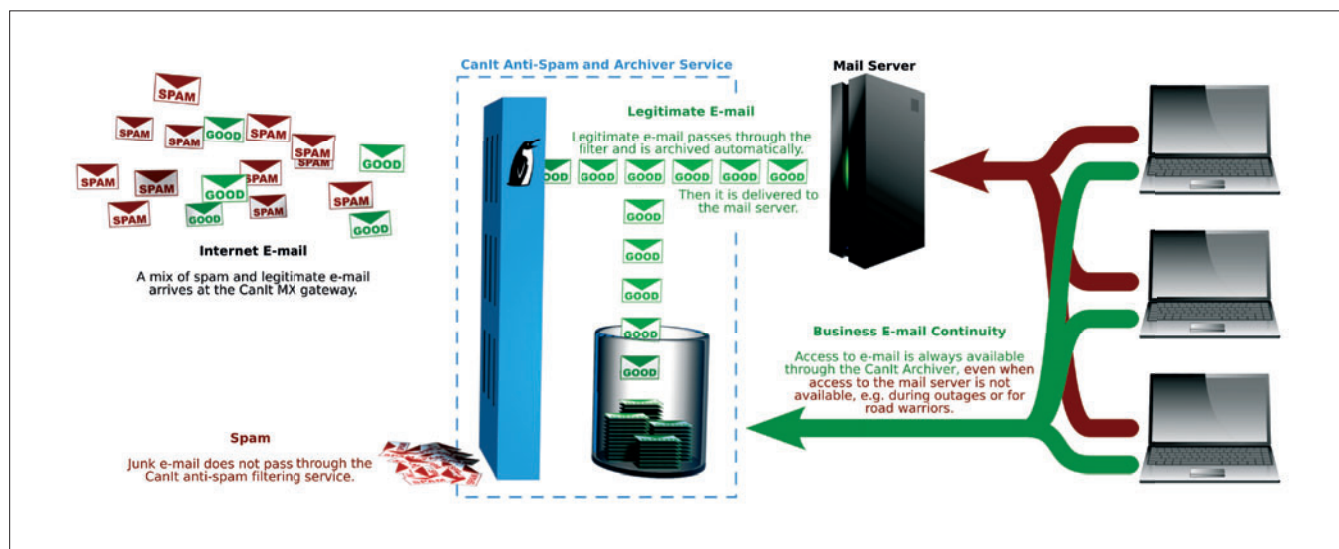 CanIt Anti-Spam and Archiver Service
Mail Server
SPAM
SPAM
SPAM
GOOD
SPAM
SPAM
SPAM
GOOD
SPAM
SPAM
GOOD
SPAM
SPAM
SPAM
GOOD
SPAM
GOOD
Internet E-mail
A mix of spam and legitimate e-mail
arrives at the CanIt MX gateway.
Legitimate E-mail
Legitimate e-mail passes through the
filter and is archived automatically.
GOOD
GOOD
GOOD
GOOD
GOOD
GOOD
Then it is delivered to
the mail server.
GOOD
GOOD
GOOD
GOOD
GOOD
Business E-mail Continuity
Access to e-mail is always available
through the CanIt Archiver, even when
access to the mail server is not
available, e.g. during outages or for
road warriors.
Spam
Junk e-mail does not pass through the
CanIt anti-spam filtering service.